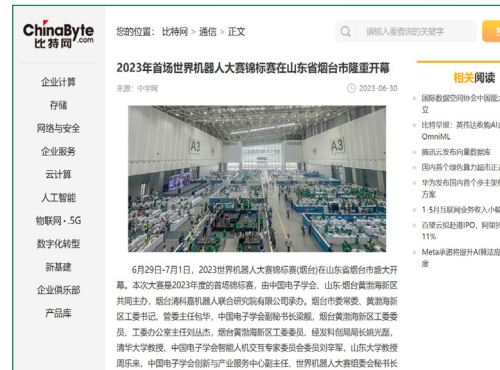 ChinaByte
比特网.com
您的位置: 比特网 > 通信 > 正文
请输入要查询的关键字
企业计算
存储
网络与安全
企业服务
云计算
人工智能
物联网·.5G
数字化转型
新基建
企业俱乐部
产品库
2023年首场世界机器人大赛锦标赛在山东省烟台市隆重开幕
来源: 中华网
2023-06-30
A3
A3
6月29日-7月1日，2023世界机器人大赛锦标赛(烟台)在山东省烟台市盛大开
幕。本次大赛是2023年度的首场锦标赛，由中国电子学会、山东·烟台黄渤海新区
共同主办，烟台清科嘉机器人联合研究院有限公司承办。烟台市委常委、黄渤海新
区工委书记、管委主任包华，中国电子学会副秘书长梁靓，烟台黄渤海新区工委委
员、工委办公室主任刘丛杰，烟台黄渤海新区工委委员、经发科创局局长姚光磊，
清华大学教授、中国电子学会智能人机交互专家委员会委员刘辛军，山东大学教授
周乐来，中国电子学会创新与产业服务中心副主任、世界机器人大赛组委会秘书长
相关阅读
国际数据空间协会中国能
立
比特早报：英伟达收购AI
OmniML
腾讯云发布向量数据库
国内首个绿色算力超市正
华为发布国内首个多主架
方案
1-5月互联网业务收入小幅
百望云拟赴港IPO，阿里持
11%
Meta承诺将提升AI算法应
度